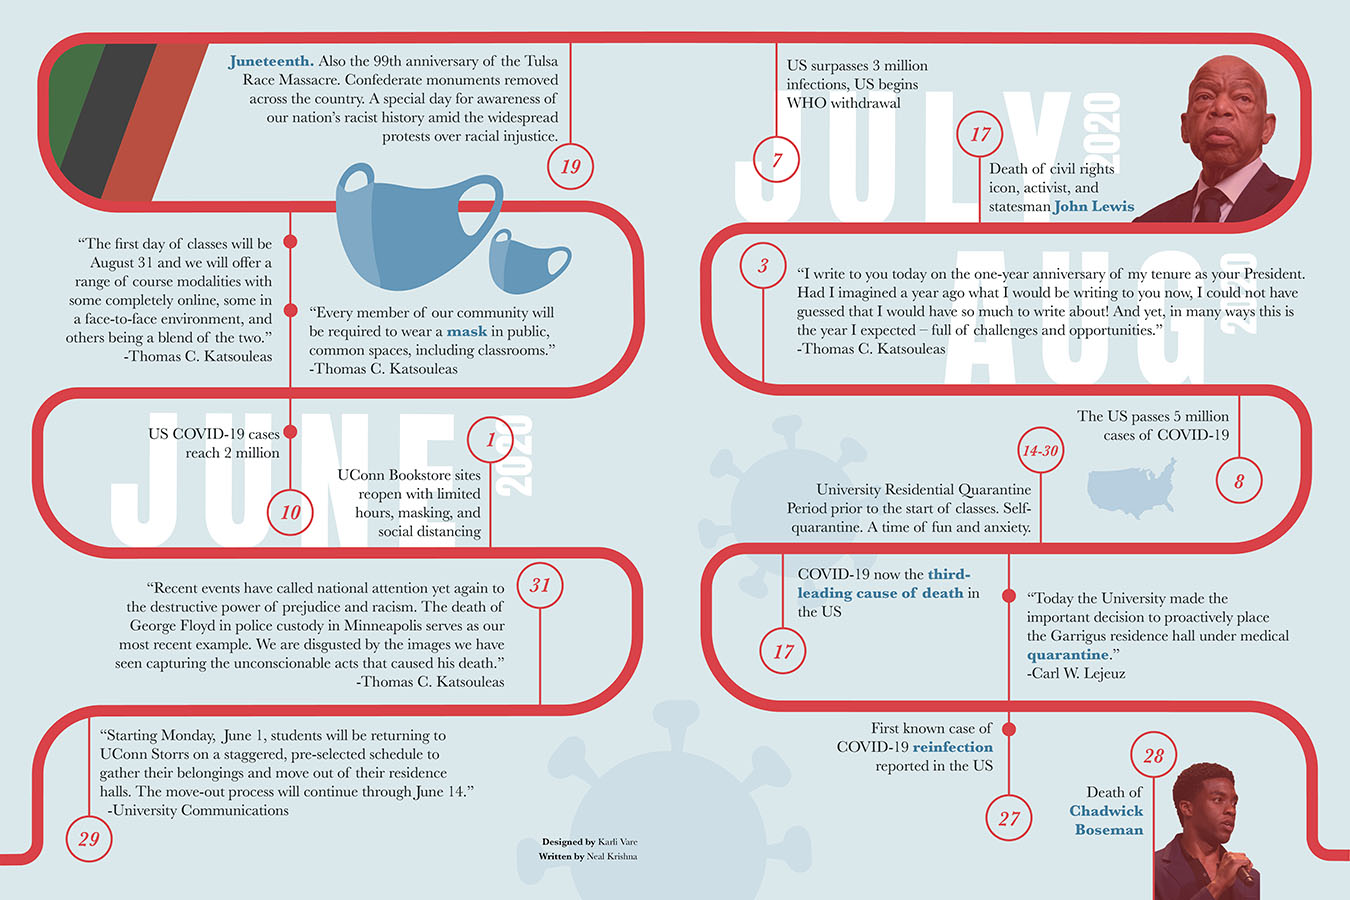 Juneteenth. Also the 99th anniversary of the Tulsa
Race Massacre. Confederate monuments removed
across the country. A special day for awareness of
our nation's racist history amid the widespread
protests over racial injustice.
19
“The first day of classes will be
August 31 and we will offer a
range of course modalities with
some completely online, some in
a face-to-face environment, and
others being a blend of the two.”
-Thomas C. Katsouleas
“Every member of our community will
be required to wear a mask in public,
common spaces, including classrooms.”
-Thomas C. Katsouleas
JUNE
2020
US COVID-19 cases
reach 2 million
10
1
UConn Bookstore sites
reopen with limited
hours, masking, and
social distancing
“Recent events have called national attention yet again to
the destructive power of prejudice and racism. The death of
George Floyd in police custody in Minneapolis serves as our
most recent example. We are disgusted by the images we have
seen capturing the unconscionable acts that caused his death.”
-Thomas C. Katsouleas
31
“Starting Monday, June 1, students will be returning to
UConn Storrs on a staggered, pre-selected schedule to
gather their belongings and move out of their residence
halls. The move-out process will continue through June 14.”
-University Communications
29
Designed by Karli Vare
Written by Neal Krishna
US surpasses 3 million
infections, US begins
WHO withdrawal
7
JULY
2020
17
Death of civil rights
icon, activist, and
statesman John Lewis
3
AUG
2020
“I write to you today on the one-year anniversary of my tenure as your President.
Had I imagined a year ago what I would be writing to you now, I could not have
guessed that I would have so much to write about! And yet, in many ways this is
the year I expected – full of challenges and opportunities.”
-Thomas C. Katsouleas
The US passes 5 million
cases of COVID-19
8
14-30
University Residential Quarantine
Period prior to the start of classes. Self-
quarantine. A time of fun and anxiety.
COVID-19 now the third-
leading cause of death in
the US
17
“Today the University made the
important decision to proactively place
the Garrigus residence hall under medical
quarantine.”
-Carl W. Lejeuz
First known case of
COVID-19 reinfection
reported in the US
27
28
Death of
Chadwick
Boseman